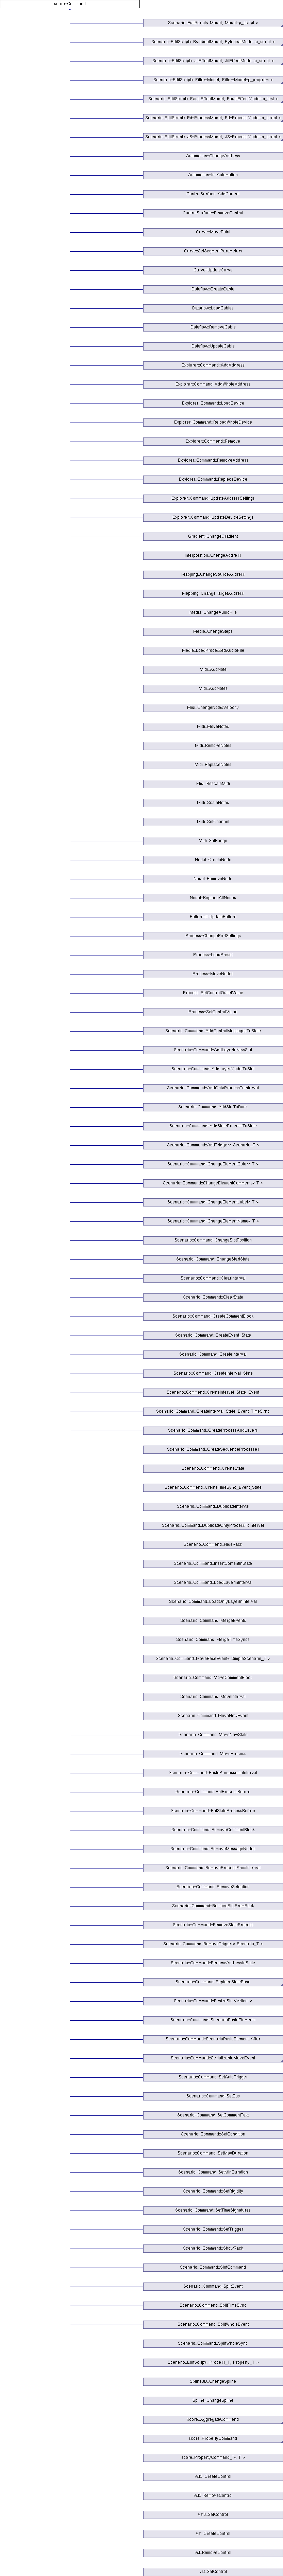 score::Command
Scenario::EditScript< Model, Model::p_script >
Scenario::EditScript< BytebeatModel, BytebeatModel::p_script >
Scenario::EditScript< JitEffectModel, JitEffectModel::p_script >
Scenario::EditScript< Filter::Model, Filter::Model::p_program >
Scenario::EditScript< FaustEffectModel, FaustEffectModel::p_text >
Scenario::EditScript< Pd::ProcessModel, Pd::ProcessModel::p_script >
Scenario::EditScript< JS::ProcessModel, JS::ProcessModel::p_script >
Automation::ChangeAddress
Automation::InitAutomation
ControlSurface::AddControl
ControlSurface::RemoveControl
Curve::MovePoint
Curve::SetSegmentParameters
Curve::UpdateCurve
Dataflow::CreateCable
Dataflow::LoadCables
Dataflow::RemoveCable
Dataflow::UpdateCable
Explorer::Command::AddAddress
Explorer::Command::AddWholeAddress
Explorer::Command::LoadDevice
Explorer::Command::ReloadWholeDevice
Explorer::Command::Remove
Explorer::Command::RemoveAddress
Explorer::Command::ReplaceDevice
Explorer::Command::UpdateAddressSettings
Explorer::Command::UpdateDeviceSettings
Gradient::ChangeGradient
Interpolation::ChangeAddress
Mapping::ChangeSourceAddress
Mapping::ChangeTargetAddress
Media::ChangeAudioFile
Media::ChangeSteps
Media::LoadProcessedAudioFile
Midi::AddNote
Midi::AddNotes
Midi::ChangeNotesVelocity
Midi::MoveNotes
Midi::RemoveNotes
Midi::ReplaceNotes
Midi::RescaleMidi
Midi::ScaleNotes
Midi::SetChannel
Midi::SetRange
Nodal::CreateNode
Nodal::RemoveNode
Nodal::ReplaceAllNodes
Patternist::UpdatePattern
Process::ChangePortSettings
Process::LoadPreset
Process::MoveNodes
Process::SetControlOutletValue
Process::SetControlValue
Scenario::Command::AddControlMessagesToState
Scenario::Command::AddLayerInNewSlot
Scenario::Command::AddLayerModelToSlot
Scenario::Command::AddOnlyProcessToInterval
Scenario::Command::AddSlotToRack
Scenario::Command::AddStateProcessToState
Scenario::Command::AddTrigger< Scenario_T >
Scenario::Command::ChangeElementColor< T >
Scenario::Command::ChangeElementComments< T >
Scenario::Command::ChangeElementLabel< T >
Scenario::Command::ChangeElementName< T >
Scenario::Command::ChangeSlotPosition
Scenario::Command::ChangeStartState
Scenario::Command::ClearInterval
Scenario::Command::ClearState
Scenario::Command::CreateCommentBlock
Scenario::Command::CreateEvent_State
Scenario::Command::CreateInterval
Scenario::Command::CreateInterval_State
Scenario::Command::CreateInterval_State_Event
Scenario::Command::CreateInterval_State_Event_TimeSync
Scenario::Command::CreateProcessAndLayers
Scenario::Command::CreateSequenceProcesses
Scenario::Command::CreateState
Scenario::Command::CreateTimeSync_Event_State
Scenario::Command::DuplicateInterval
Scenario::Command::DuplicateOnlyProcessToInterval
Scenario::Command::HideRack
Scenario::Command::InsertContentInState
Scenario::Command::LoadLayerInInterval
Scenario::Command::LoadOnlyLayerInInterval
Scenario::Command::MergeEvents
Scenario::Command::MergeTimeSyncs
Scenario::Command::MoveBaseEvent< SimpleScenario_T >
Scenario::Command::MoveCommentBlock
Scenario::Command::MoveInterval
Scenario::Command::MoveNewEvent
Scenario::Command::MoveNewState
Scenario::Command::MoveProcess
Scenario::Command::PasteProcessesInInterval
Scenario::Command::PutProcessBefore
Scenario::Command::PutStateProcessBefore
Scenario::Command::RemoveCommentBlock
Scenario::Command::RemoveMessageNodes
Scenario::Command::RemoveProcessFromInterval
Scenario::Command::RemoveSelection
Scenario::Command::RemoveSlotFromRack
Scenario::Command::RemoveStateProcess
Scenario::Command::RemoveTrigger< Scenario_T >
Scenario::Command::RenameAddressInState
Scenario::Command::ReplaceStateBase
Scenario::Command::ResizeSlotVertically
Scenario::Command::ScenarioPasteElements
Scenario::Command::ScenarioPasteElementsAfter
Scenario::Command::SerializableMoveEvent
Scenario::Command::SetAutoTrigger
Scenario::Command::SetBus
Scenario::Command::SetCommentText
Scenario::Command::SetCondition
Scenario::Command::SetMaxDuration
Scenario::Command::SetMinDuration
Scenario::Command::SetRigidity
Scenario::Command::SetTimeSignatures
Scenario::Command::SetTrigger
Scenario::Command::ShowRack
Scenario::Command::SlotCommand
Scenario::Command::SplitEvent
Scenario::Command::SplitTimeSync
Scenario::Command::SplitWholeEvent
Scenario::Command::SplitWholeSync
Scenario::EditScript< Process_T, Property_T >
Spline3D::ChangeSpline
Spline::ChangeSpline
score::AggregateCommand
score::PropertyCommand
score::PropertyCommand_T< T >
vst3::CreateControl
vst3::RemoveControl
vst3::SetControl
vst::CreateControl
vst::RemoveControl
vst::SetControl